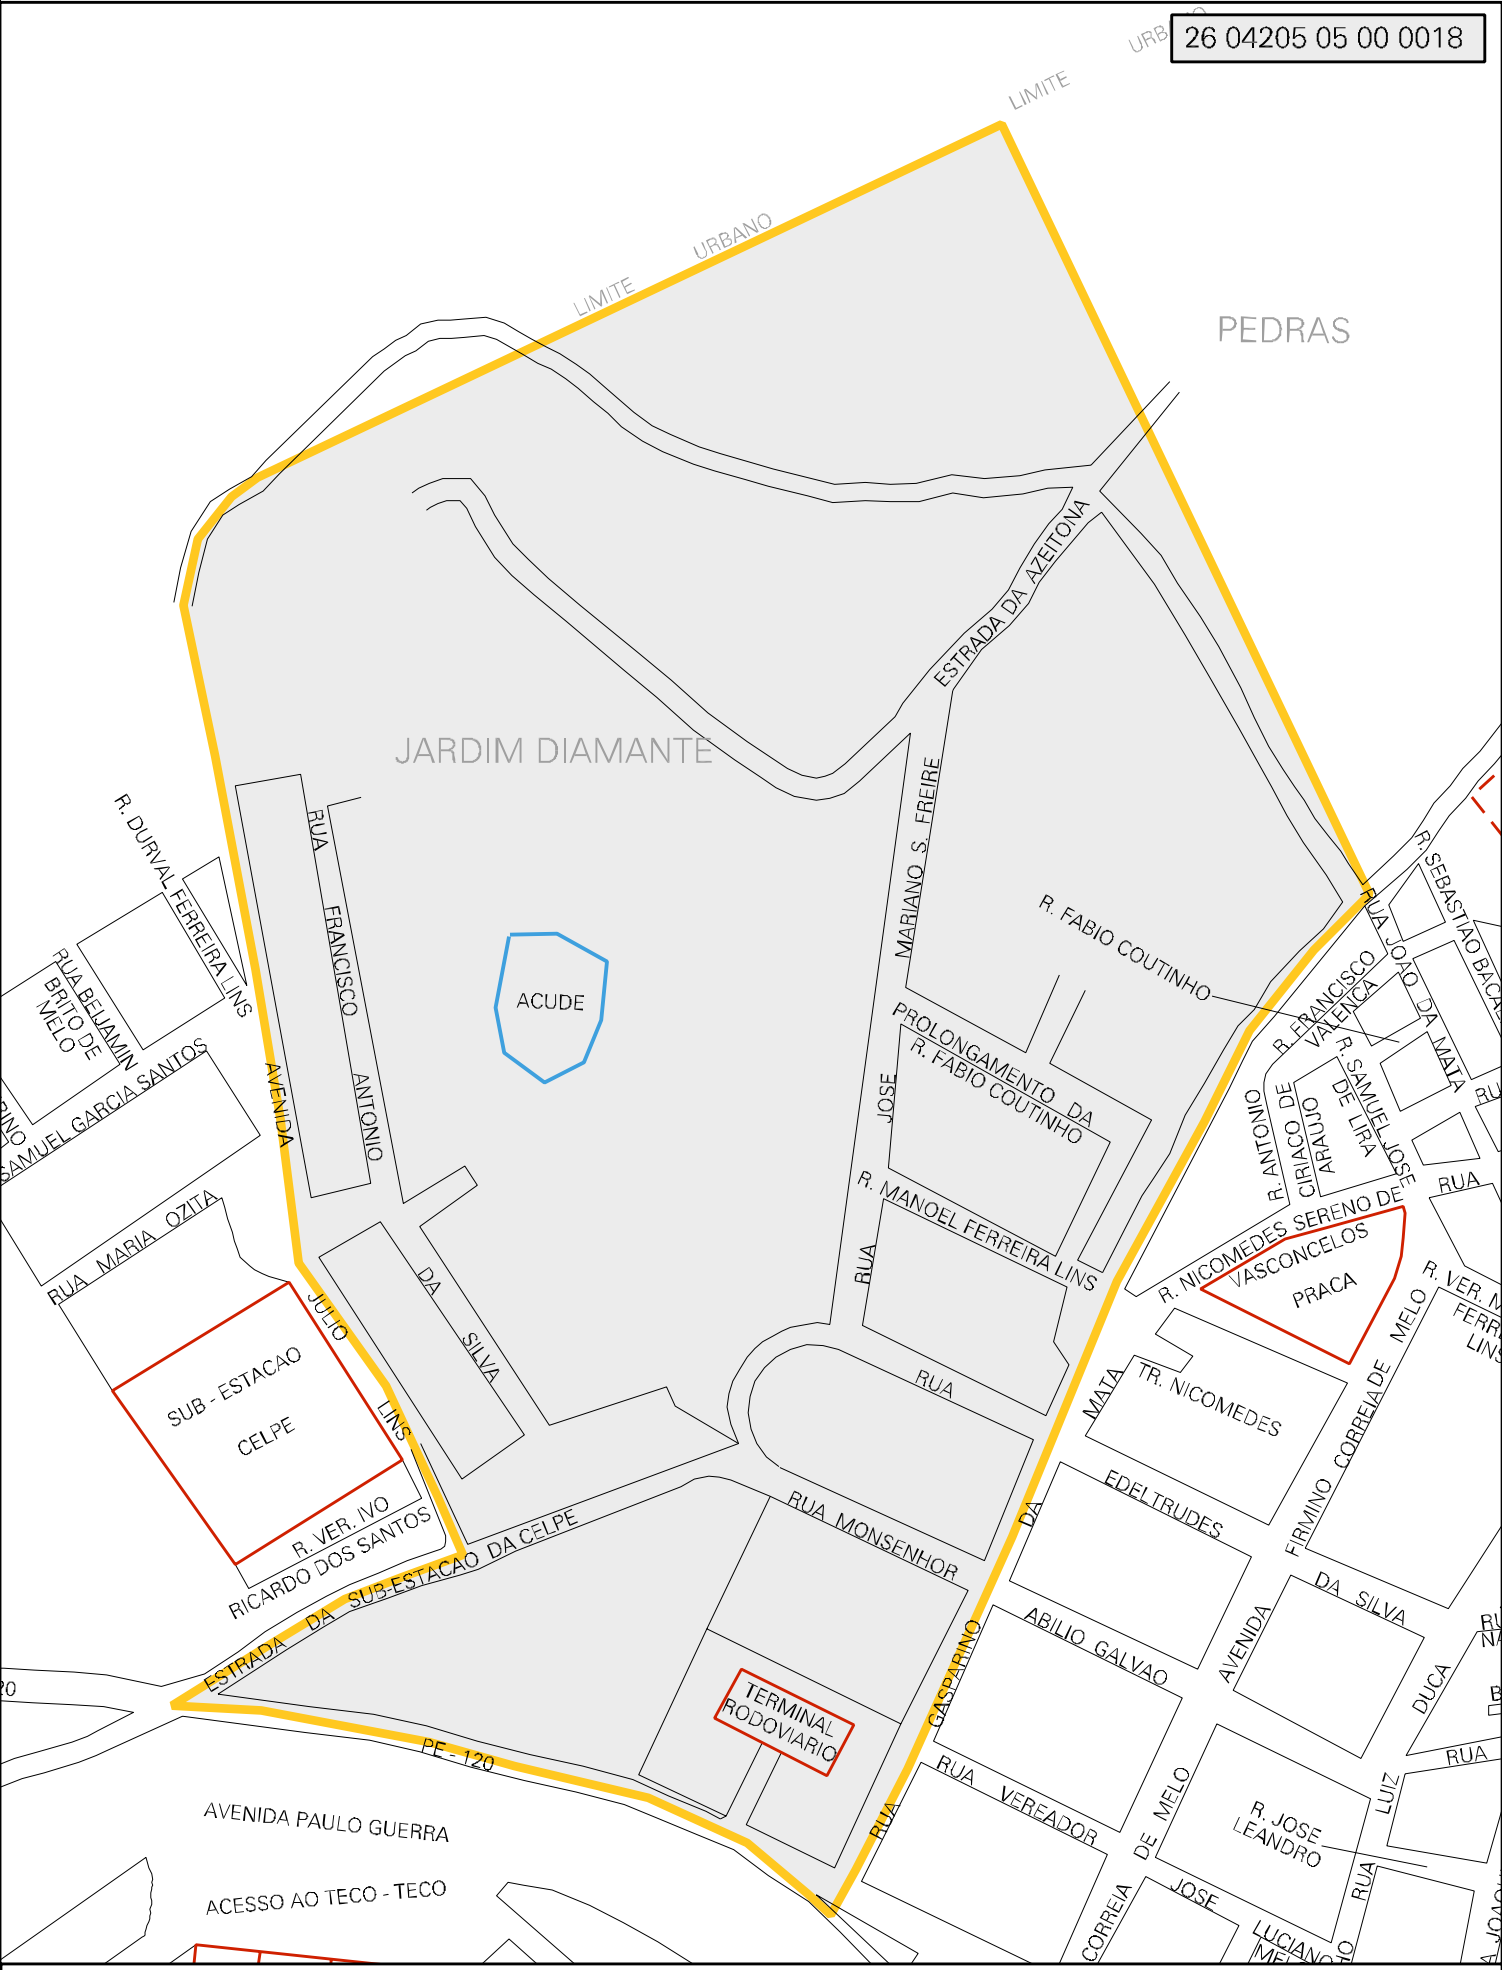 LIMITE URBANO
26 04205 05 00 0018
LIMITE URBANO
PEDRAS
JARDIM DIAMANTE
ESTRADA DA AZEITONA
RUA JOSE MARIANO S. FREIRE
RUA FRANCISCO ANTONIO DA SILVA
R. DURVAL FERREIRA LINS
RUA BEIJAMIN
BRITO DE
MELO
SAMUEL GARCIA SANTOS
RUA MARIA OZITA
ACUDE
AVENIDA JULIO LINS
R. FABIO COUTINHO
PROLONGAMENTO DA
R. FABIO COUTINHO
R. MANOEL FERREIRA LINS
R. SEBASTIAO
RUA JOAO DA MATA
R. FRANCISCO
VALENCA
R. SAMUEL JOSE
DE LIRA
R. ANTONIO
CIRIACO DE
ARAUJO
R. NICOMEDES SERENO DE
VASCONCELOS
PRACA
RUA
R. VER.
LINS
SUB - ESTACAO
CELPE
R. VER. IVO
RICARDO DOS SANTOS
ESTRADA DA SUB-ESTACAO DA CELPE
RUA
RUA MONSENHOR
TR. NICOMEDES
EDELTRUDES
DA SILVA
ABILIO GALVAO
AVENIDA FIRMINO CORREIA DE MELO
RUA GASPARINO DA MATA
TERMINAL
RODOVIARIO
PE - 120
20
AVENIDA PAULO GUERRA
ACESSO AO TECO - TECO
RUA VEREADOR
JOSE
LUCIANO
CORREIA DE MELO
R. JOSE
LEANDRO
RUA
LUIZ
DUCA
RUA